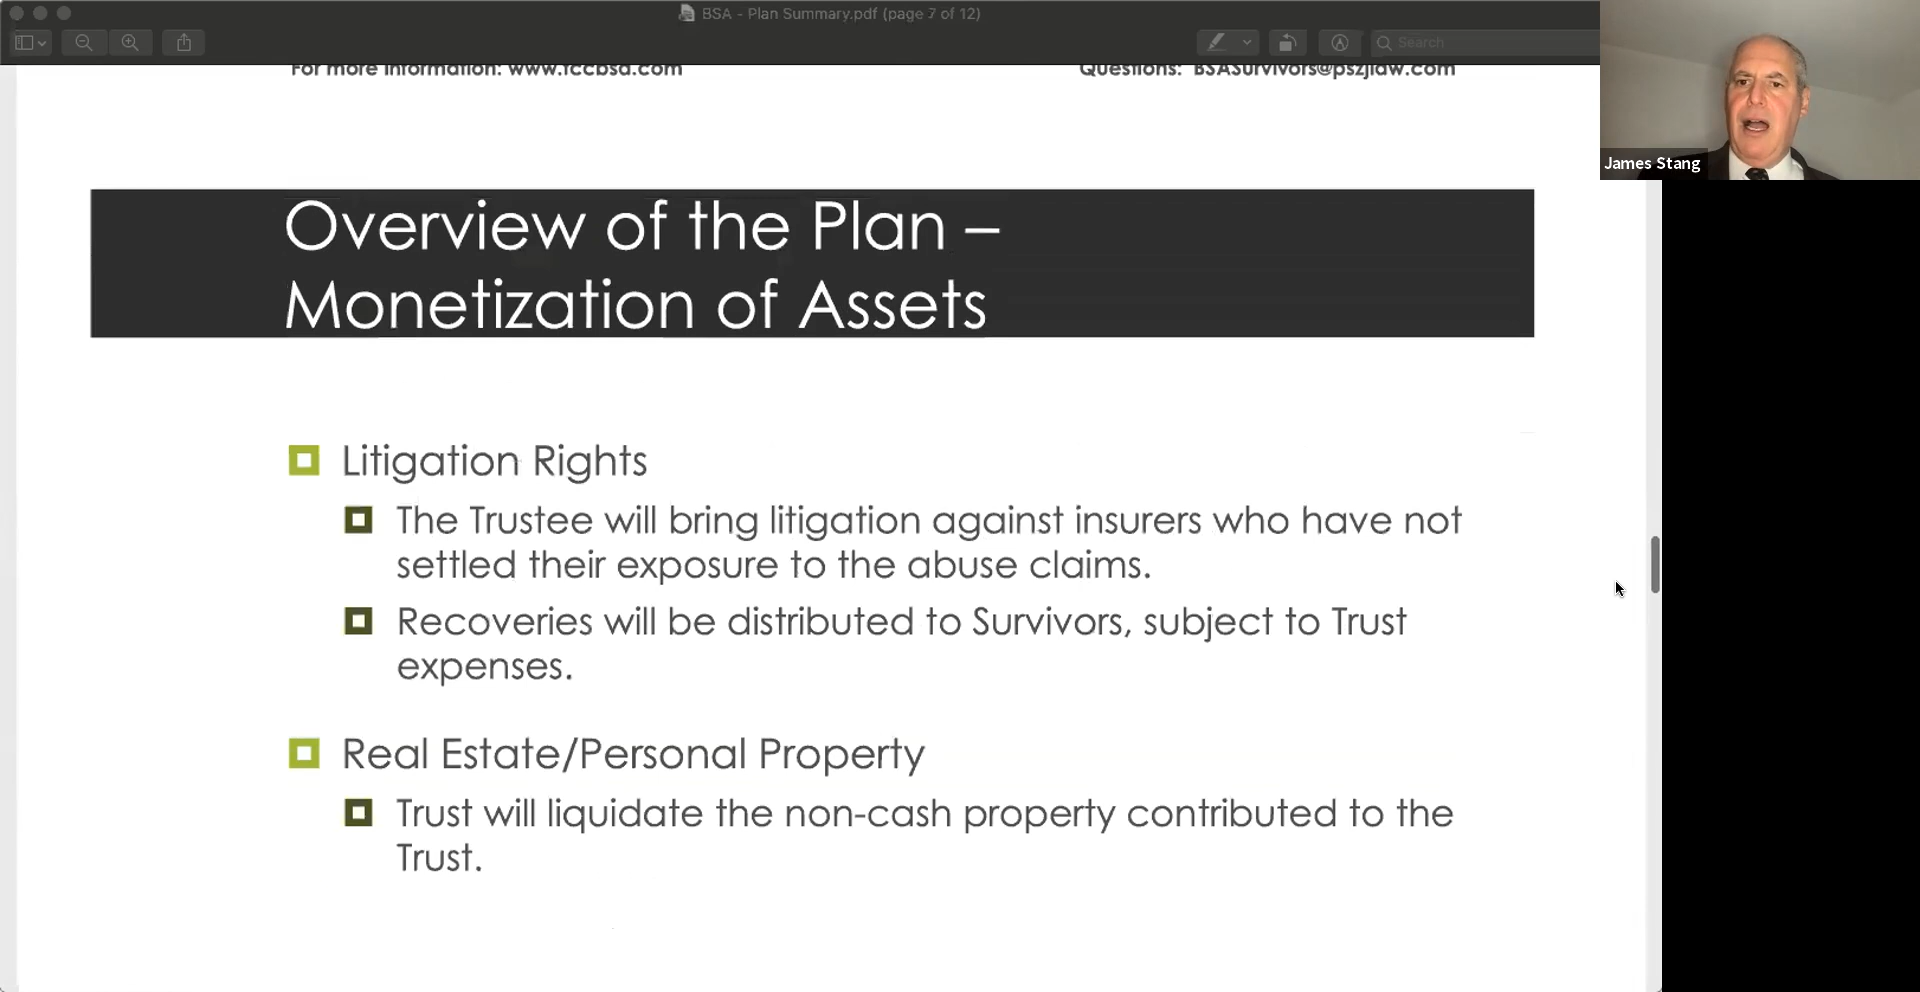 BSA - Plan Summary.pdf (page 7 of 12)
Search
For more information: www.tccbsa.com
Questions: BSASurvivors@pszjlaw.com
James Stang
Overview of the Plan –
Monetization of Assets
Litigation Rights
The Trustee will bring litigation against insurers who have not
settled their exposure to the abuse claims.
Recoveries will be distributed to Survivors, subject to Trust
expenses.
Real Estate/Personal Property
Trust will liquidate the non-cash property contributed to the
Trust.